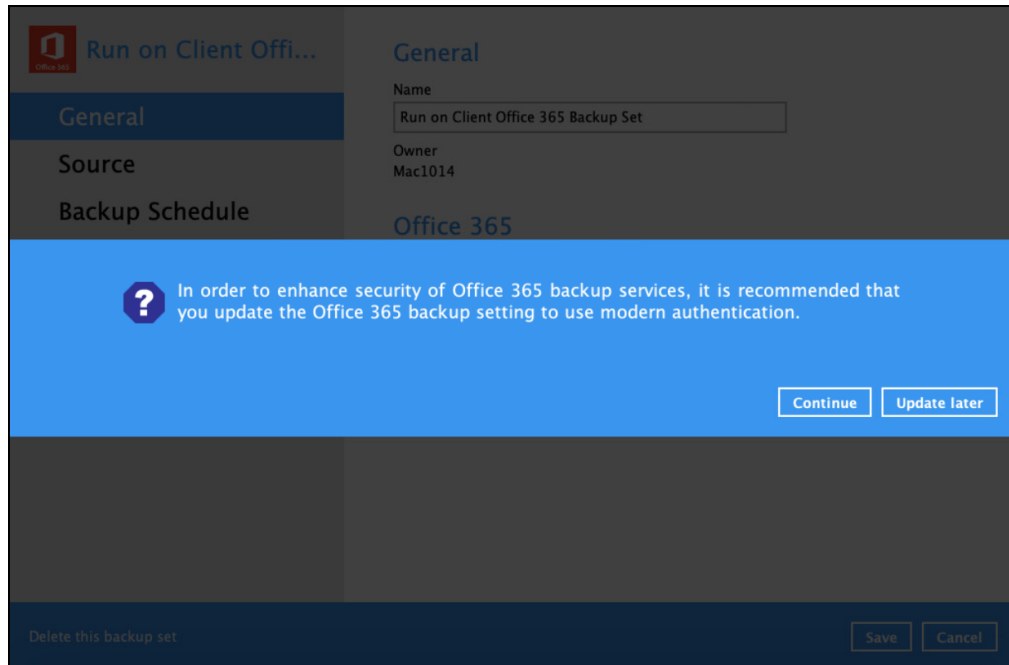 Office 365
Run on Client Offi...
General
Source
Backup Schedule
General
Name
Run on Client Office 365 Backup Set
Owner
Mac1014
Office 365
In order to enhance security of Office 365 backup services, it is recommended that
you update the Office 365 backup setting to use modern authentication.
Continue
Update later
Delete this backup set
Save
Cancel